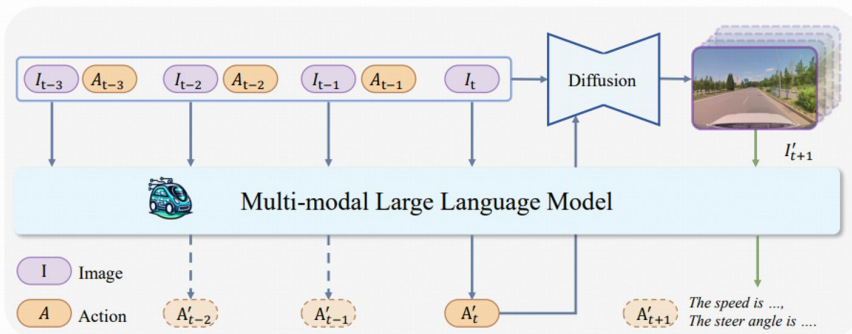 I_{t−3} A_{t−3} I_{t−2} A_{t−2} I_{t−1} A_{t−1} I_t
Diffusion
I'_{t+1}
Multi-modal Large Language Model
I Image
A Action
A'_{t−2} A'_{t−1} A'_t A'_{t+1}
The speed is ...,
The steer angle is ....